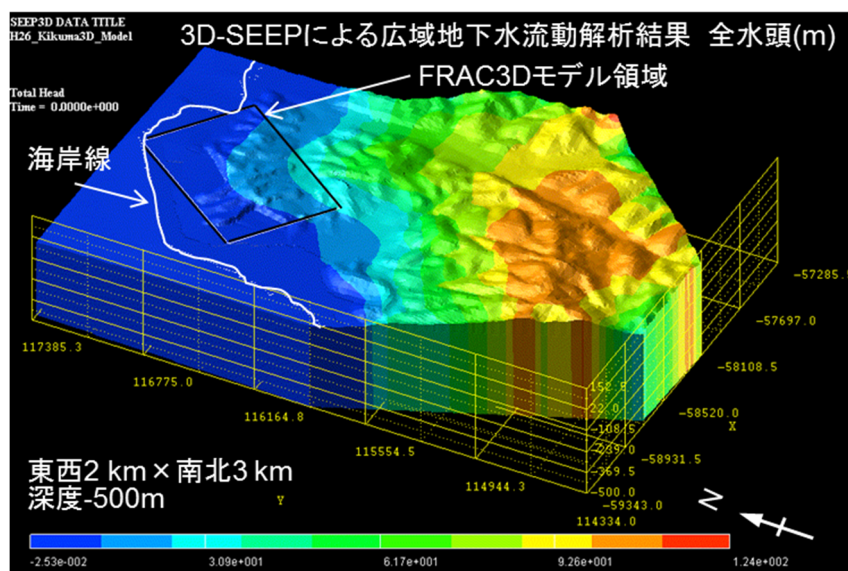 SEEP3D DATA TITLE
H26_Kikuma3D_Model
3D-SEEPによる広域地下水流動解析結果 全水頭(m)
FRAC3Dモデル領域
Total Head
Time = 0.0000e+000
海岸線
-57285.5
-57697.0
-58108.5
-58520.0
X
-58931.5
-59343.0
117385.3
116775.0
116164.8
115554.5
114944.3
114334.0
22.0
-108.5
-239.0
-369.5
-500.0
東西2 km×南北3 km
深度-500m
Y
N
-2.53e-002
3.09e+001
6.17e+001
9.26e+001
1.24e+002